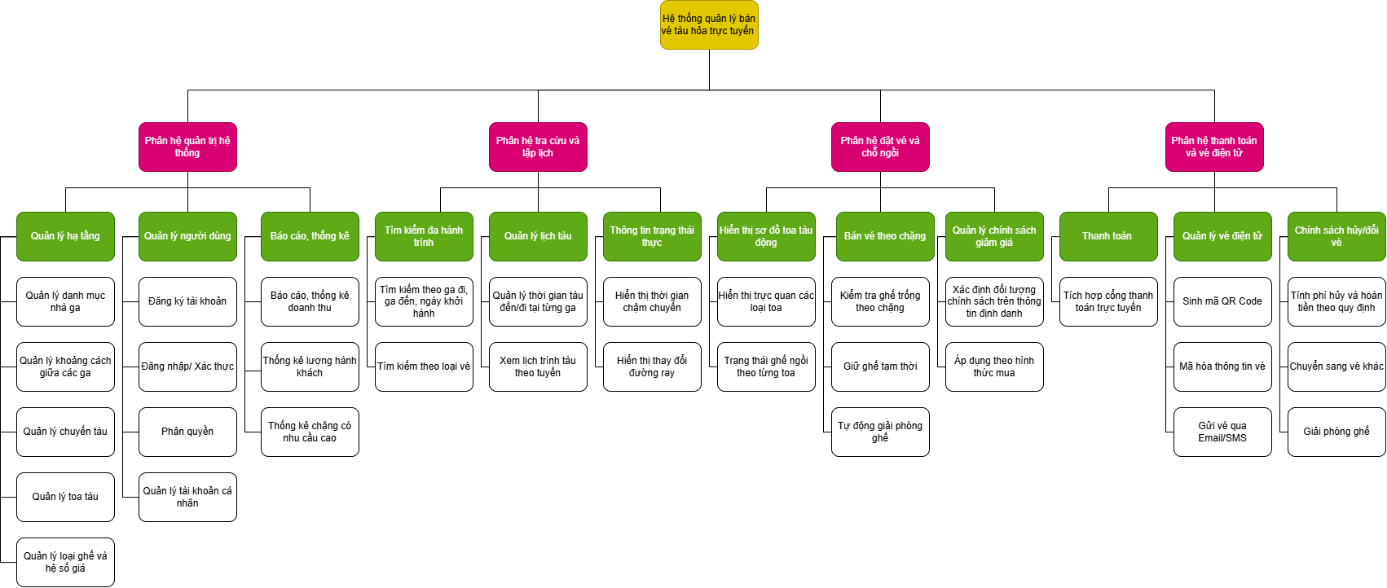 Hệ thống quản lý bán
vé tàu hỏa trực tuyến
Phân hệ quản trị hệ
thống
Phân hệ tra cứu và
lập lịch
Phân hệ đặt vé và
chỗ ngồi
Phân hệ thanh toán
và vé điện tử
Quản lý hạ tầng
Quản lý người dùng
Báo cáo, thống kê
Tìm kiếm đa hành
trình
Quản lý lịch tàu
Thông tin trạng thái
thực
Hiển thị sơ đồ toa tàu
động
Bán vé theo chặng
Quản lý chính sách
giảm giá
Thanh toán
Quản lý vé điện tử
Chính sách hủy/đổi
vé
Quản lý danh mục
nhà ga
Đăng ký tài khoản
Báo cáo, thống kê
doanh thu
Tìm kiếm theo ga đi,
ga đến, ngày khởi
hành
Quản lý thời gian tàu
đến/đi tại từng ga
Hiển thị thời gian
chậm chuyến
Hiển thị trực quan các
loại toa
Kiểm tra ghế trống
theo chặng
Xác định đối tượng
chính sách trên thông
tin định danh
Tích hợp cổng thanh
toán trực tuyến
Sinh mã QR Code
Tính phí hủy và hoàn
tiền theo quy định
Quản lý khoảng cách
giữa các ga
Đăng nhập/ Xác thực
Thống kê lượng hành
khách
Tìm kiếm theo loại vé
Xem lịch trình tàu
theo tuyến
Hiển thị thay đổi
đường ray
Trạng thái ghế ngồi
theo từng toa
Giữ ghế tạm thời
Áp dụng theo hình
thức mua
Mã hóa thông tin vé
Chuyển sang vé khác
Quản lý chuyến tàu
Phân quyền
Thống kê chặng có
nhu cầu cao
Tự động giải phóng
ghế
Gửi vé qua
Email/SMS
Giải phóng ghế
Quản lý toa tàu
Quản lý tài khoản cá
nhân
Quản lý loại ghế và
hệ số giá